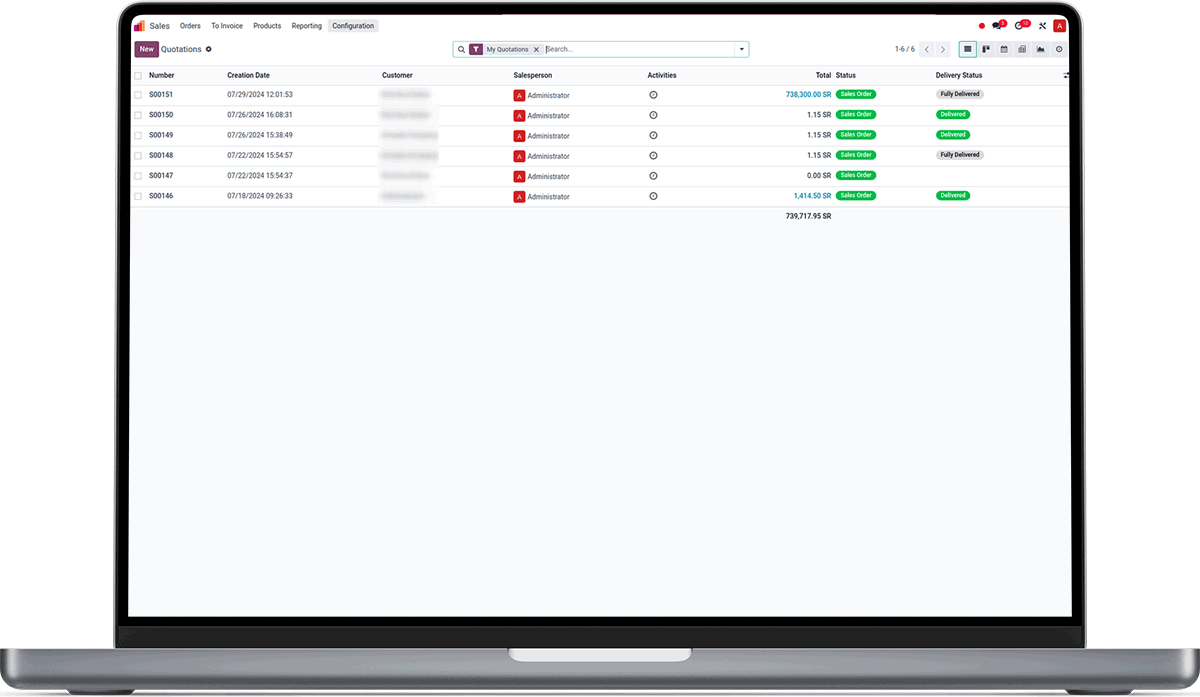 Sales Orders To Invoice Products Reporting Configuration 5 10 A
New Quotations My Quotations Search... 1-6 / 6
Number Creation Date Customer Salesperson Activities Total Status Delivery Status
S00151 07/29/2024 12:01:53 A Administrator 738,300.00 SR Sales Order Fully Delivered
S00150 07/26/2024 16:08:31 A Administrator 1.15 SR Sales Order Delivered
S00149 07/26/2024 15:38:49 A Administrator 1.15 SR Sales Order Delivered
S00148 07/22/2024 15:54:57 A Administrator 1.15 SR Sales Order Fully Delivered
S00147 07/22/2024 15:54:37 A Administrator 0.00 SR Sales Order
S00146 07/18/2024 09:26:33 A Administrator 1,414.50 SR Sales Order Delivered
739,717.95 SR